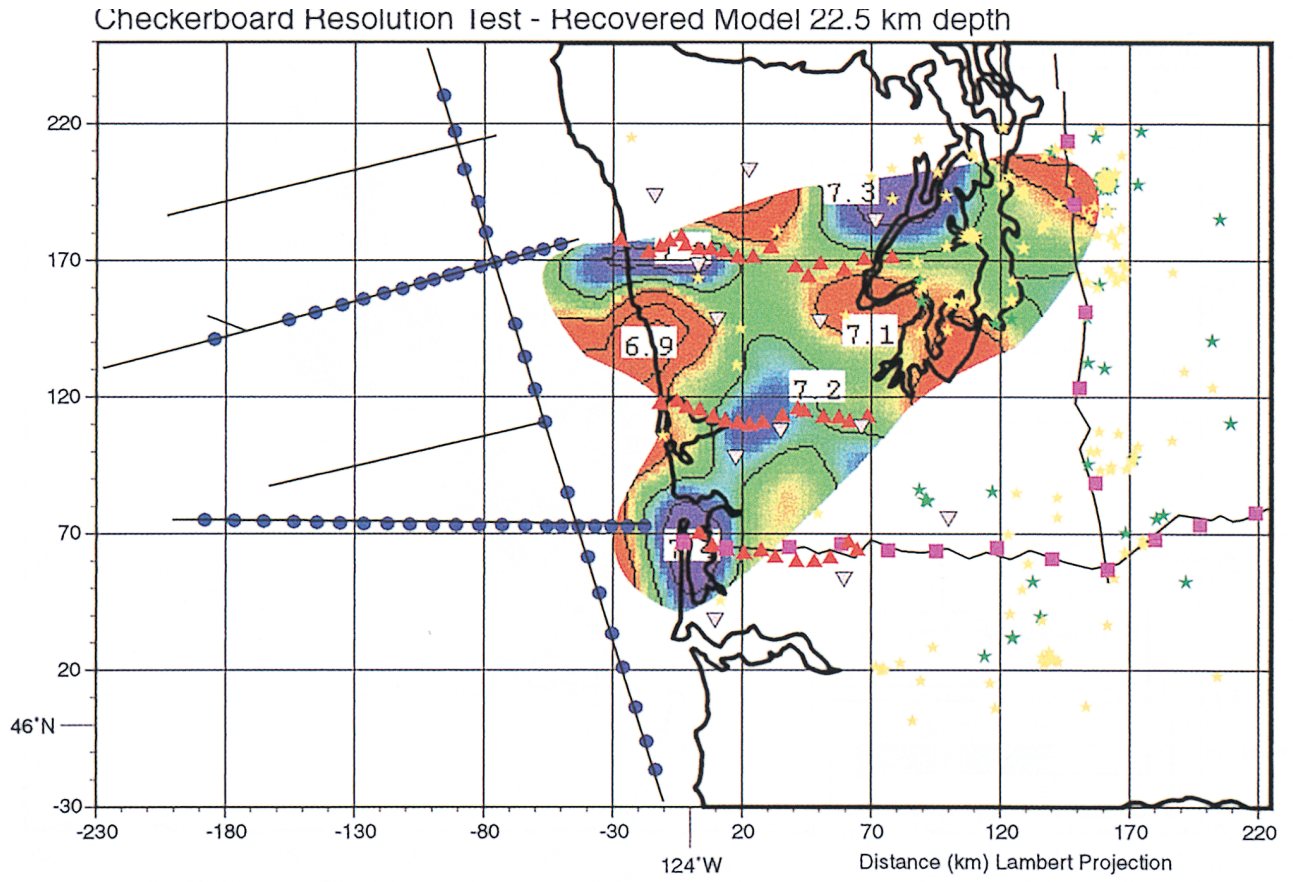 Checkerboard Resolution Test - Recovered Model 22.5 km depth
220
170
120
70
20
46°N
-30
7.3
7.1
6.9
7.2
-230 -180 -130 -80 -30 20 70 120 170 220
124°W
Distance (km) Lambert Projection